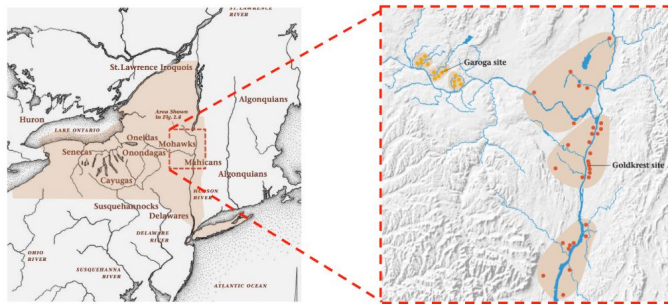 ST. LAWRENCE
RIVER
St. Lawrence Iroquois
Area Shown
in Fig. 1.4
Algonquians
Huron
LAKE ONTARIO
Oneidas
Mohawks
Senecas
Onondagas
Mahicans
Cayugas
Algonquians
HUDSON
RIVER
Susquehannocks
Delawares
DELAWARE
RIVER
OHIO
RIVER
SUSQUEHANNA
RIVER
ATLANTIC OCEAN
Garoga site
Goldkrest site